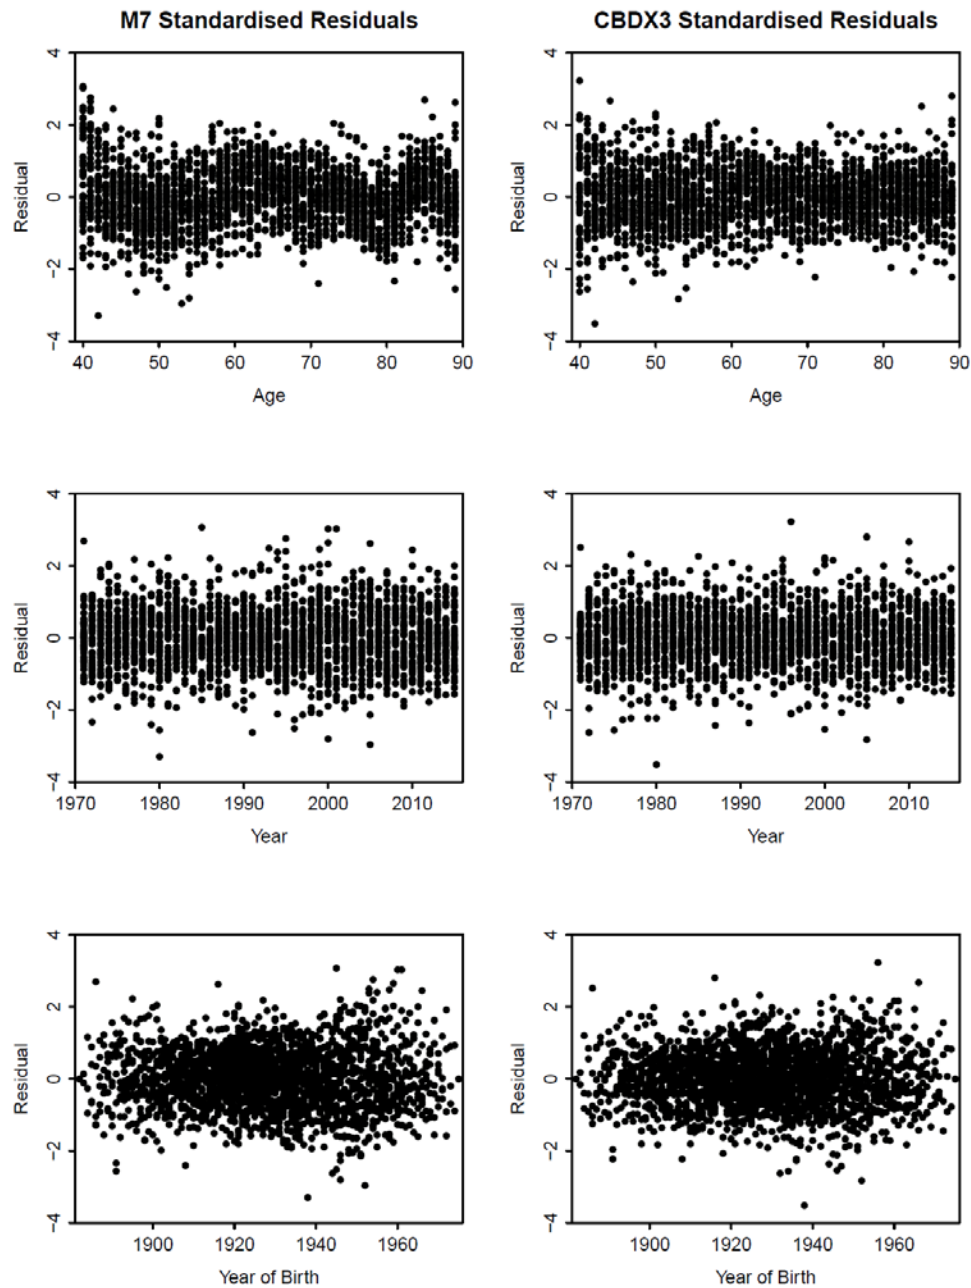 M7 Standardised Residuals CBDX3 Standardised Residuals
4 4
2 2
0 0
−2 −2
−4 −4
Residual Residual
40 50 60 70 80 90 40 50 60 70 80 90
Age Age
4 4
2 2
0 0
−2 −2
−4 −4
Residual Residual
1970 1980 1990 2000 2010 1970 1980 1990 2000 2010
Year Year
4 4
2 2
0 0
−2 −2
−4 −4
Residual Residual
1900 1920 1940 1960 1900 1920 1940 1960
Year of Birth Year of Birth